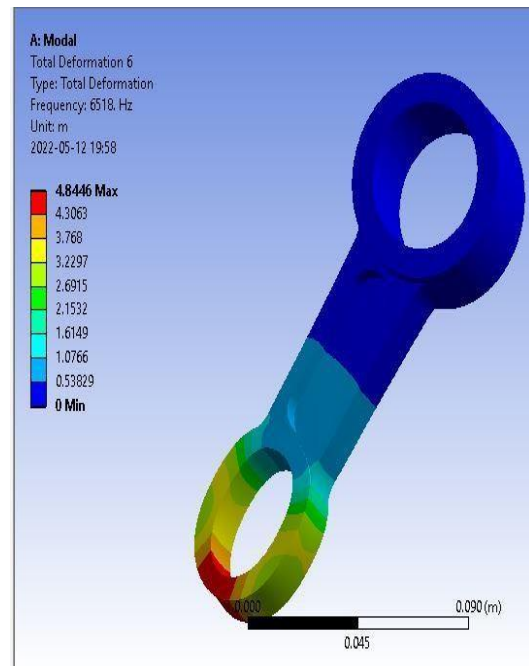 A: Modal
Total Deformation 6
Type: Total Deformation
Frequency: 6518. Hz
Unit: m
2022-05-12 19:58
4.8446 Max
4.3063
3.768
3.2297
2.6915
2.1532
1.6149
1.0766
0.53829
0 Min
0.000
0.090 (m)
0.045